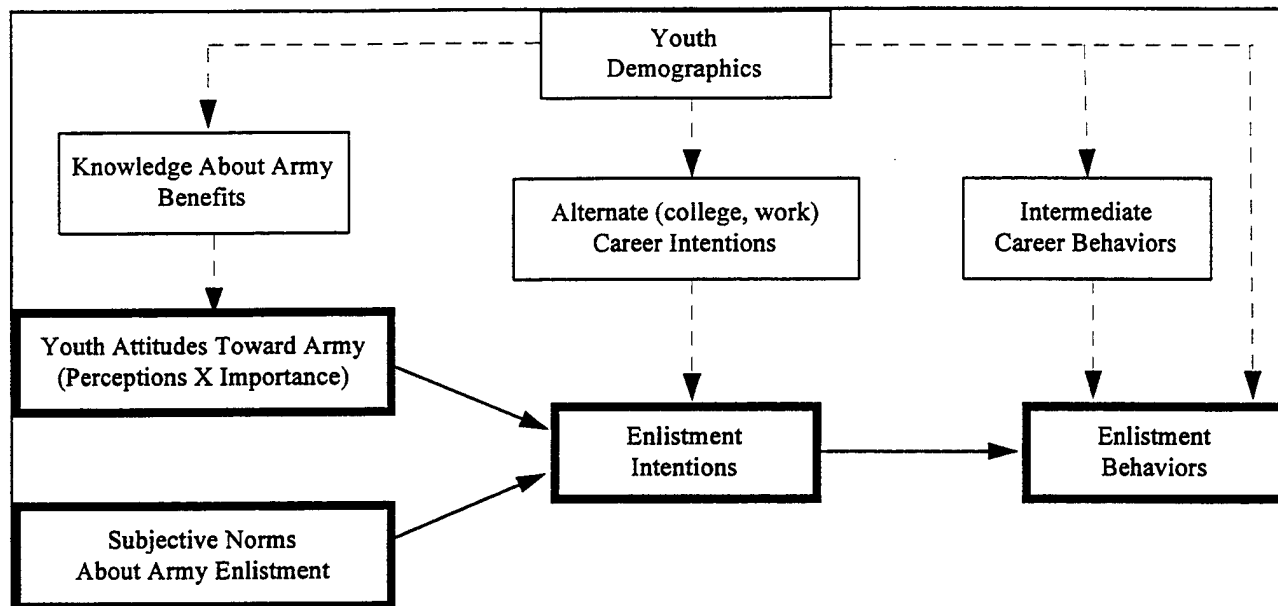 Youth
Demographics
Knowledge About Army
Benefits
Alternate (college, work)
Career Intentions
Intermediate
Career Behaviors
Youth Attitudes Toward Army
(Perceptions X Importance)
Enlistment
Intentions
Enlistment
Behaviors
Subjective Norms
About Army Enlistment